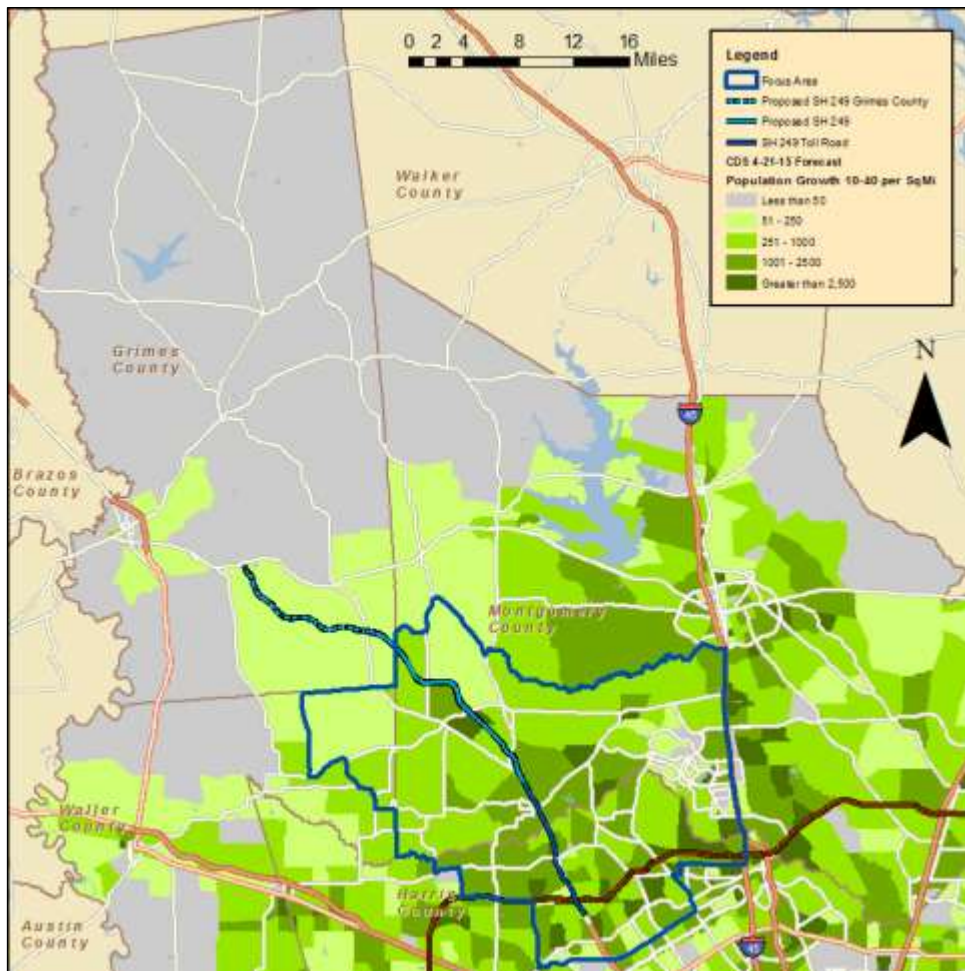 0 2 4 8 12 16
Miles
Legend
Focus Area
Proposed SH 249 Grimes County
Proposed SH 249
SH 249 Toll Road
CDS 4-21-15 Forecast
Population Growth 10-40 per SqMi
Less than 50
51 - 250
251 - 1000
1001 - 2500
Greater than 2,500
Walker
County
Grimes
County
N
45
Brazos
County
Montgomery
County
Waller
County
Harris
County
Austin
County
45